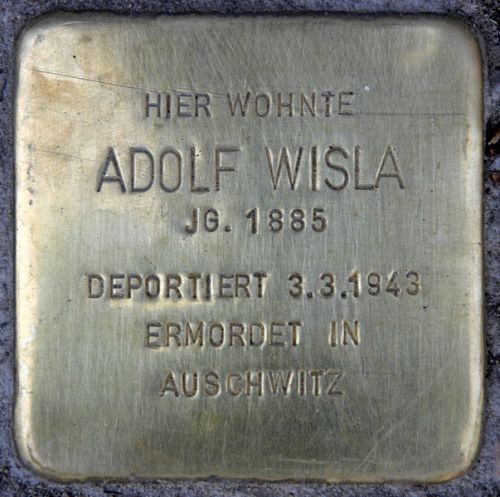 HIER WOHNTE
ADOLF WISLA
JG. 1885
DEPORTIERT 3.3.1943
ERMORDET IN
AUSCHWITZ